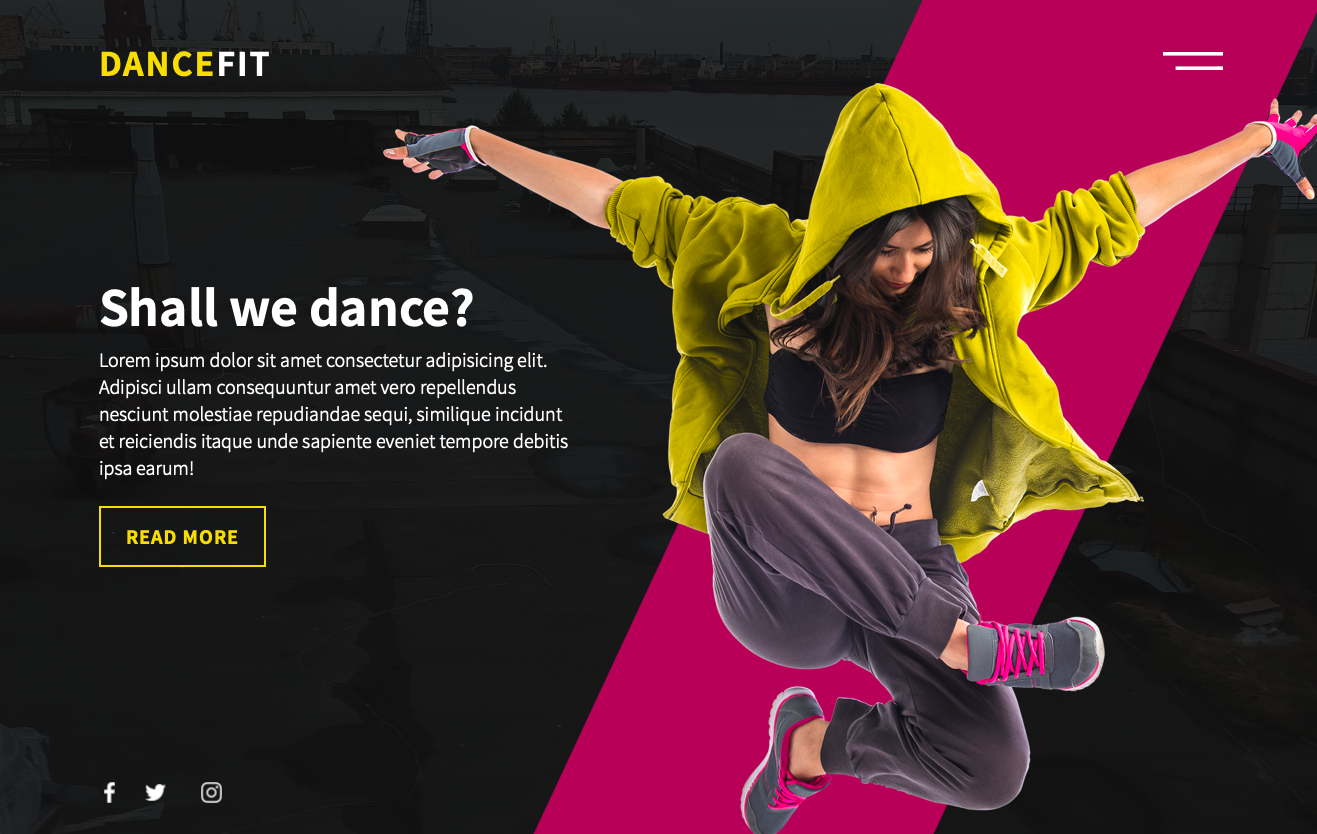 DANCEFIT
Shall we dance?
Lorem ipsum dolor sit amet consectetur adipisicing elit.
Adipisci ullam consequuntur amet vero repellendus
nesciunt molestiae repudiandae sequi, similique incidunt
et reiciendis itaque unde sapiente eveniet tempore debitis
ipsa earum!
READ MORE